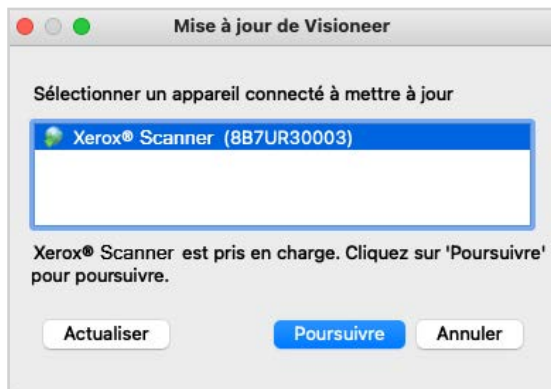 Mise à jour de Visioneer
Sélectionner un appareil connecté à mettre à jour
Xerox® Scanner (8B7UR30003)
Xerox® Scanner est pris en charge. Cliquez sur 'Poursuivre'
pour poursuivre.
Actualiser Poursuivre Annuler